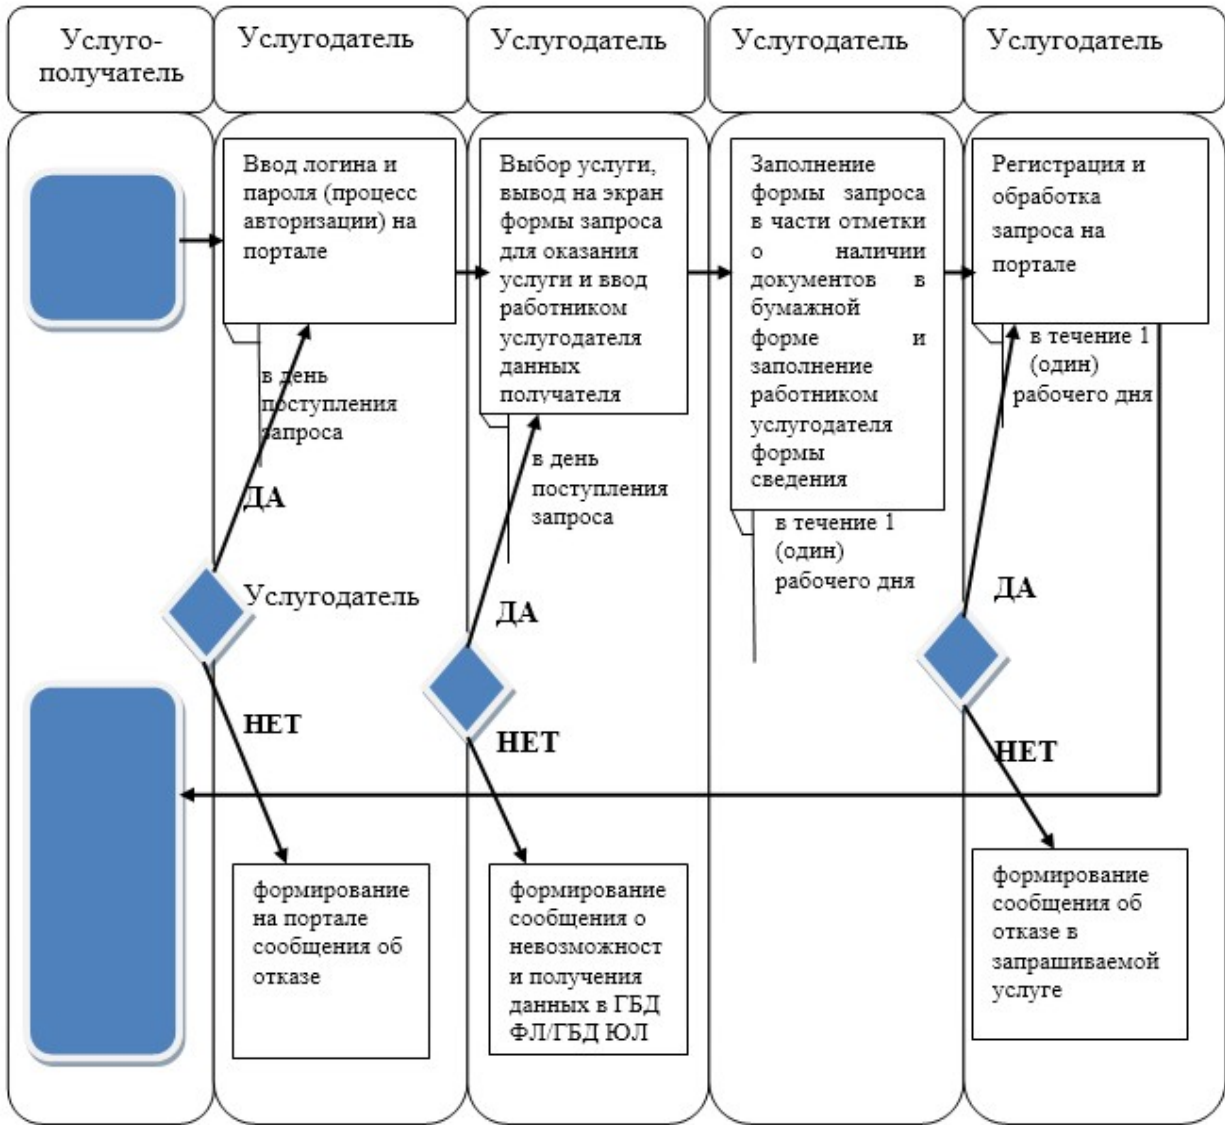 Услуго-
получатель
Услугодатель
Услугодатель
Услугодатель
Услугодатель
Ввод логина и
пароля (процесс
авторизации) на
портале
в день
поступления
запроса
ДА
Услугодатель
НЕТ
формирование
на портале
сообщения об
отказе
Выбор услуги,
вывод на экран
формы запроса
для оказания
услуги и ввод
работником
услугодателя
данных
получателя
в день
поступления
запроса
ДА
НЕТ
формирование
сообщения о
невозможност
и получения
данных в ГБД
ФЛ/ГБД ЮЛ
Заполнение
формы запроса
в части отметки
о наличии
документов в
бумажной
форме и
заполнение
работником
услугодателя
формы
сведения
в течение 1
(один)
рабочего дня
Регистрация и
обработка
запроса на
портале
в течение 1
(один)
рабочего дня
ДА
НЕТ
формирование
сообщения об
отказе в
запрашиваемой
услуге